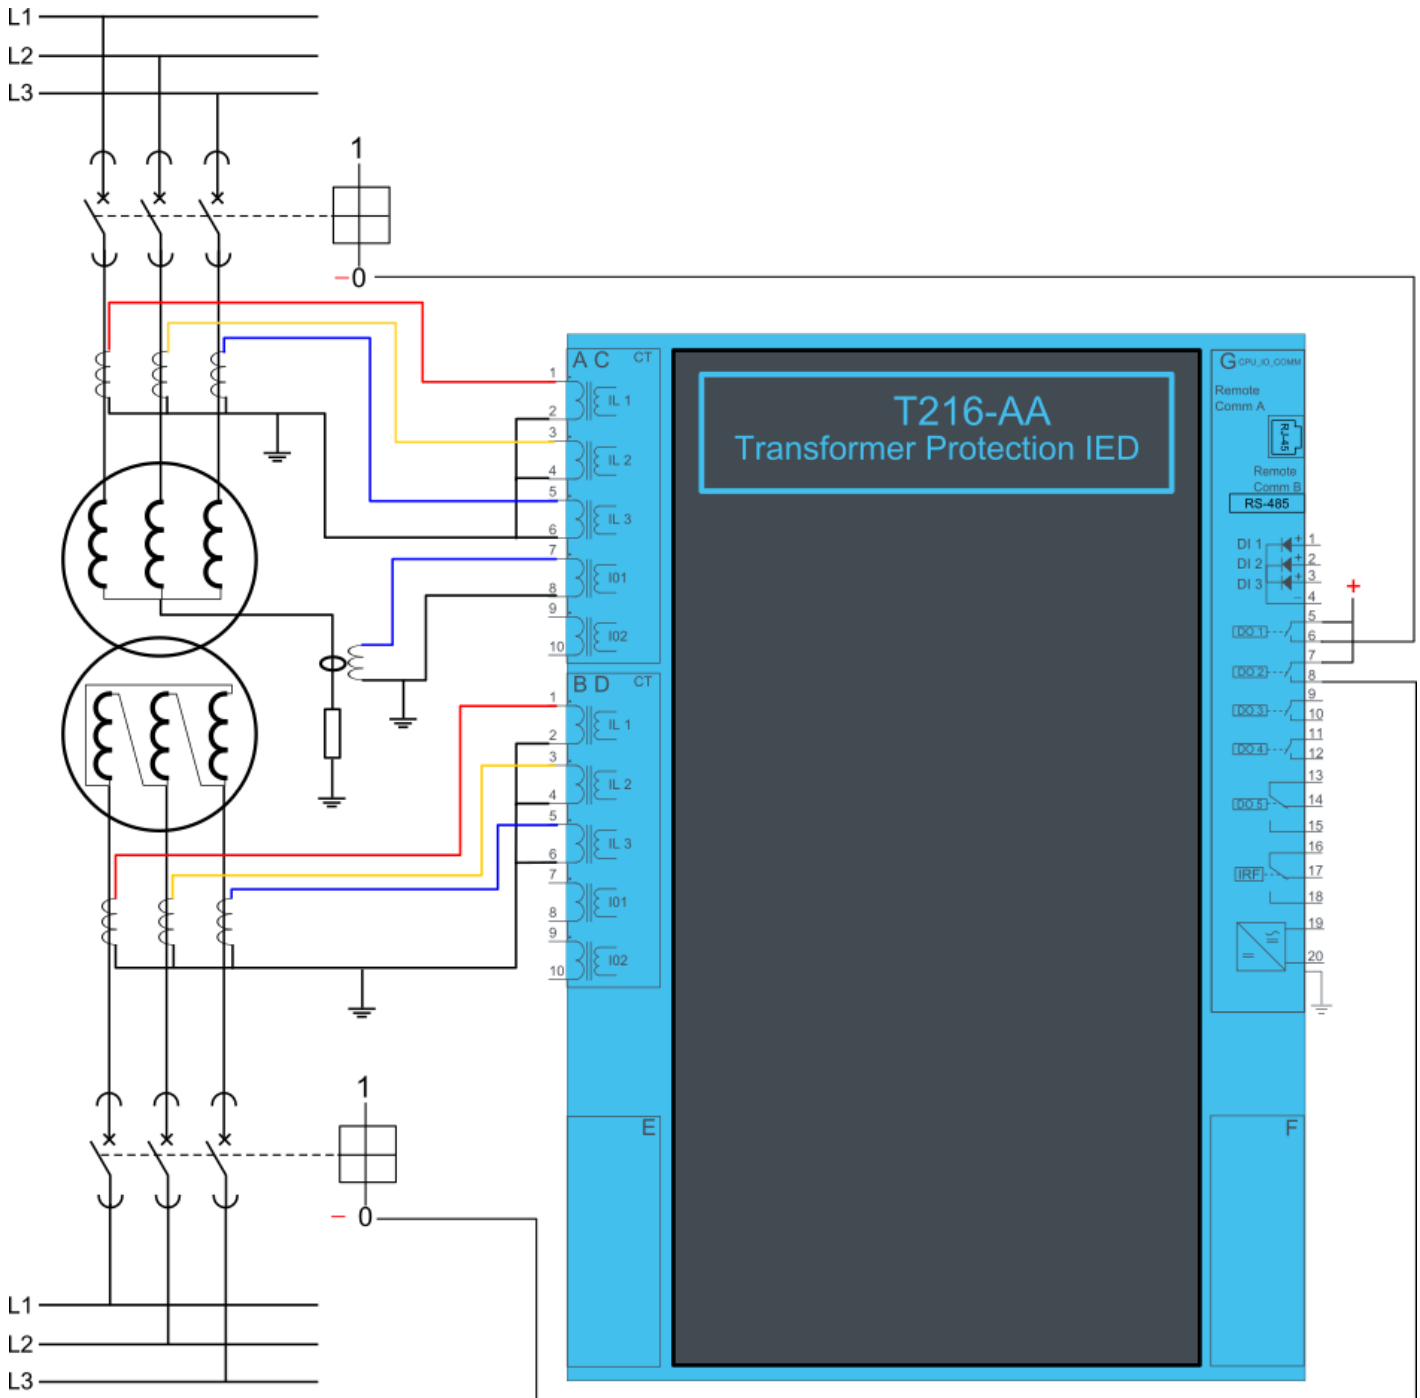 L1
L2
L3
1
−0
A C CT
1
IL 1
2
3
IL 2
4
5
IL 3
6
7
I01
8
9
I02
10
B D CT
1
IL 1
2
3
IL 2
4
5
IL 3
6
7
I01
8
9
I02
10
E
T216-AA
Transformer Protection IED
G CPU_IO_COMM
Remote
Comm A
RJ-45
Remote
Comm B
RS-485
DI 1 + 1
DI 2 + 2
DI 3 + 3
− 4
+
5
DO 1 6
7
DO 2 8
9
DO 3 10
11
DO 4 12
13
DO 5 14
15
16
IRF 17
18
19
20
F
1
− 0
L1
L2
L3